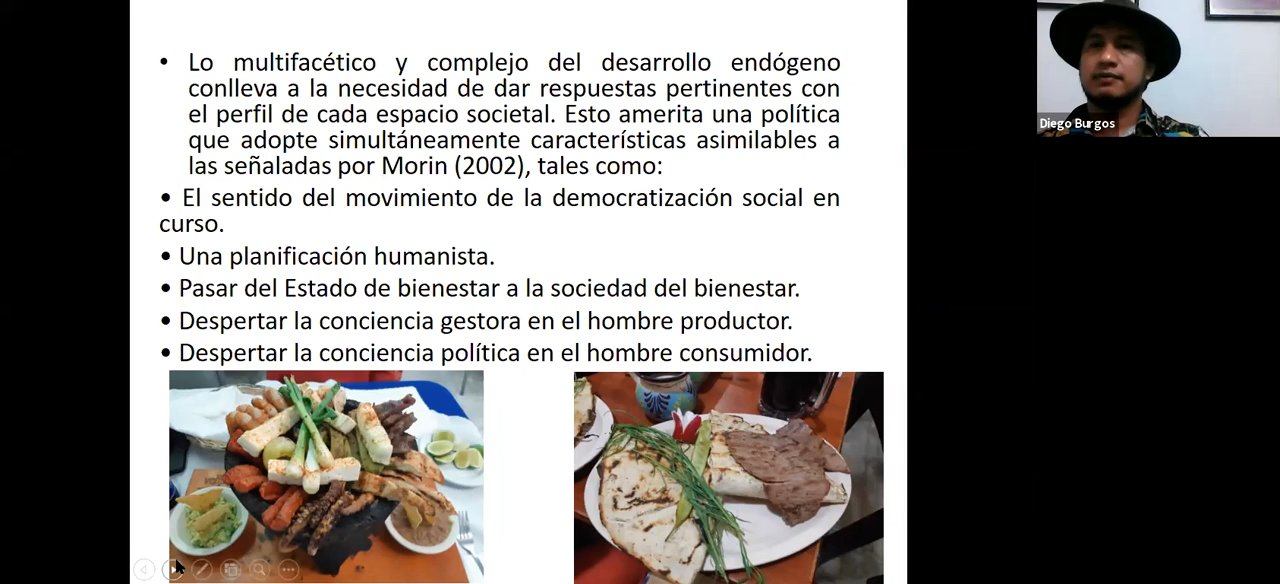 • Lo multifacético y complejo del desarrollo endógeno
conlleva a la necesidad de dar respuestas pertinentes con
el perfil de cada espacio societal. Esto amerita una política
que adopte simultáneamente características asimilables a
las señaladas por Morin (2002), tales como:
• El sentido del movimiento de la democratización social en
curso.
• Una planificación humanista.
• Pasar del Estado de bienestar a la sociedad del bienestar.
• Despertar la conciencia gestora en el hombre productor.
• Despertar la conciencia política en el hombre consumidor.
Diego Burgos